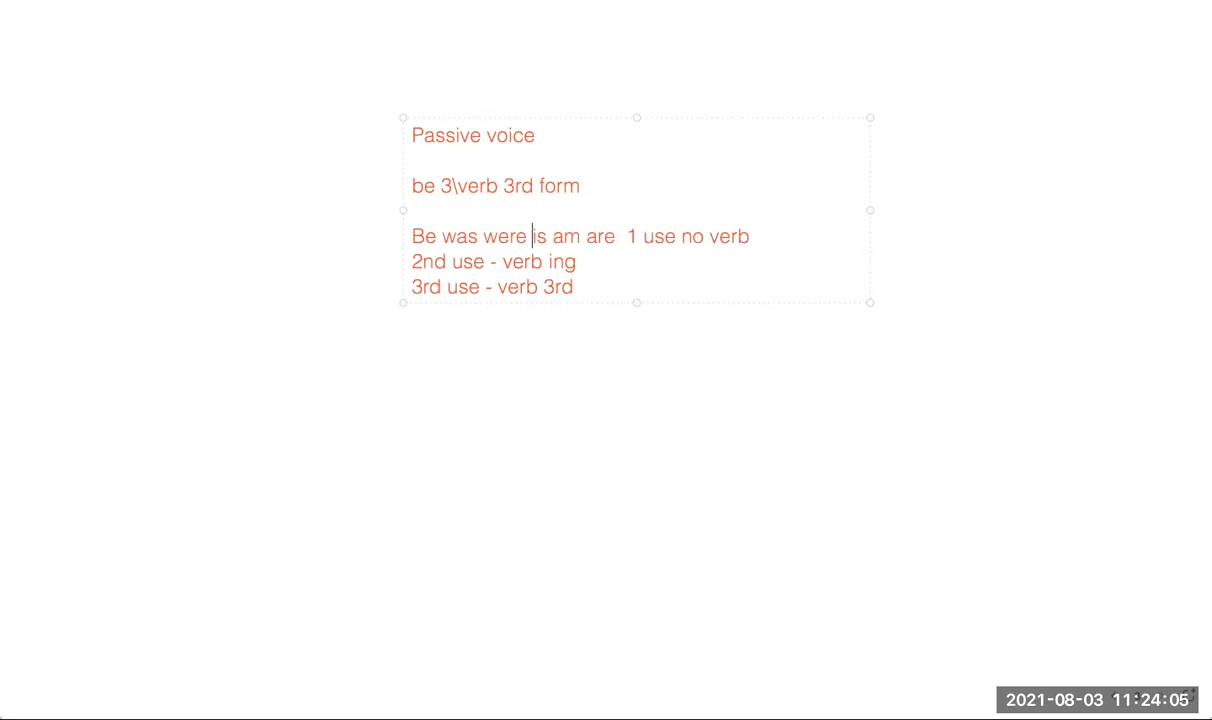 Passive voice
be 3\verb 3rd form
Be was were is am are  1 use no verb
2nd use - verb ing
3rd use - verb 3rd
2021-08-03 11:24:05